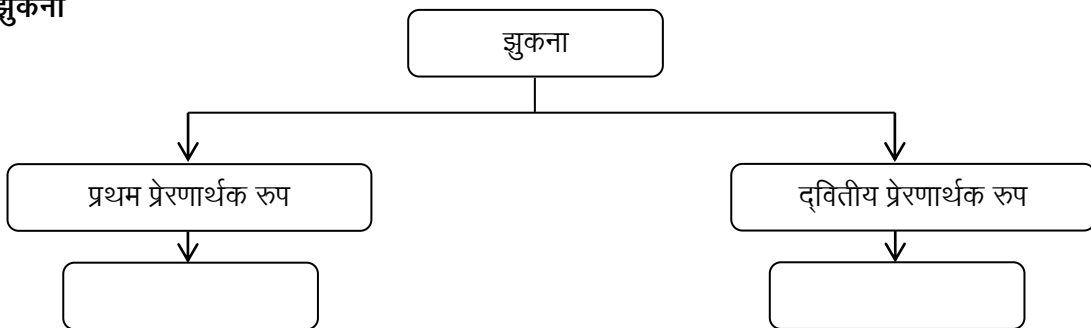 झुकना
झुकना
प्रथम प्रेरणार्थक रुप
द्‌वितीय प्रेरणार्थक रुप